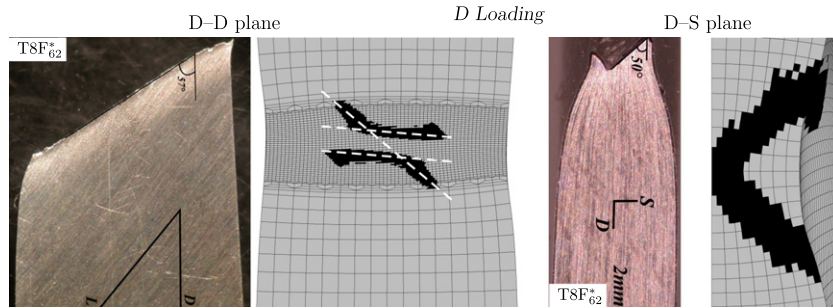 D Loading
D–D plane
D–S plane
T8F*62
57°
50°
L
D
S
D
2mm
T8F*62